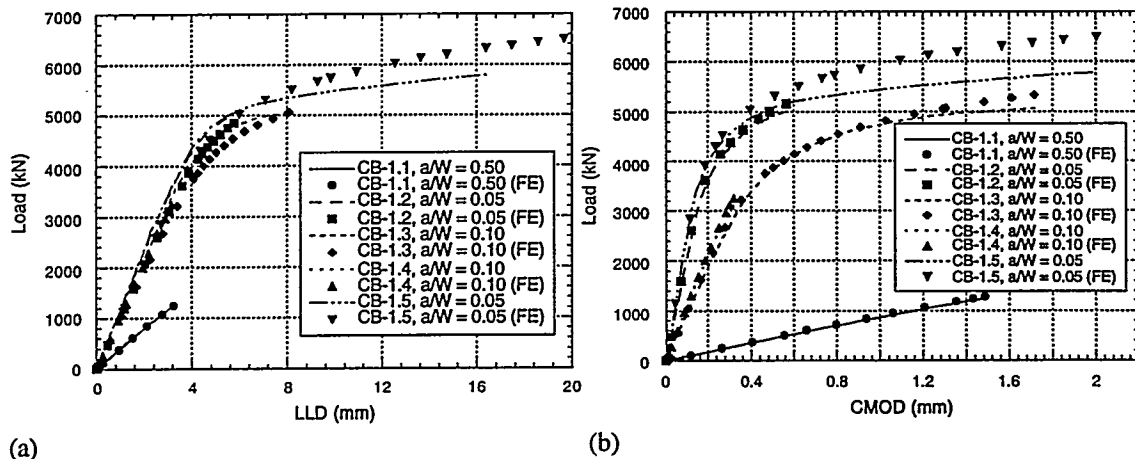 7000
6000
5000
4000
3000
2000
1000
0
Load (kN)
0
4
8
12
16
20
LLD (mm)
CB-1.1, a/W = 0.50
CB-1.1, a/W = 0.50 (FE)
CB-1.2, a/W = 0.05
CB-1.2, a/W = 0.05 (FE)
CB-1.3, a/W = 0.10
CB-1.3, a/W = 0.10 (FE)
CB-1.4, a/W = 0.10
CB-1.4, a/W = 0.10 (FE)
CB-1.5, a/W = 0.05
CB-1.5, a/W = 0.05 (FE)
(a)
7000
6000
5000
4000
3000
2000
1000
0
Load (kN)
0
0.4
0.8
1.2
1.6
2
CMOD (mm)
CB-1.1, a/W = 0.50
CB-1.1, a/W = 0.50 (FE)
CB-1.2, a/W = 0.05
CB-1.2, a/W = 0.05 (FE)
CB-1.3, a/W = 0.10
CB-1.3, a/W = 0.10 (FE)
CB-1.4, a/W = 0.10
CB-1.4, a/W = 0.10 (FE)
CB-1.5, a/W = 0.05
CB-1.5, a/W = 0.05 (FE)
(b)